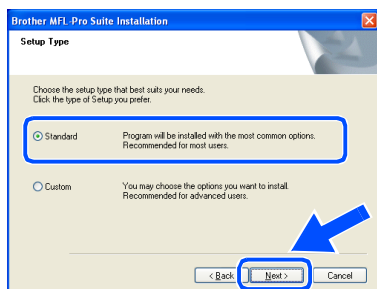 Brother MFL-Pro Suite Installation
Setup Type
Choose the setup type that best suits your needs.
Click the type of Setup you prefer.
Standard
Program will be installed with the most common options.
Recommended for most users.
Custom
You may choose the options you want to install.
Recommended for advanced users.
< Back
Next >
Cancel